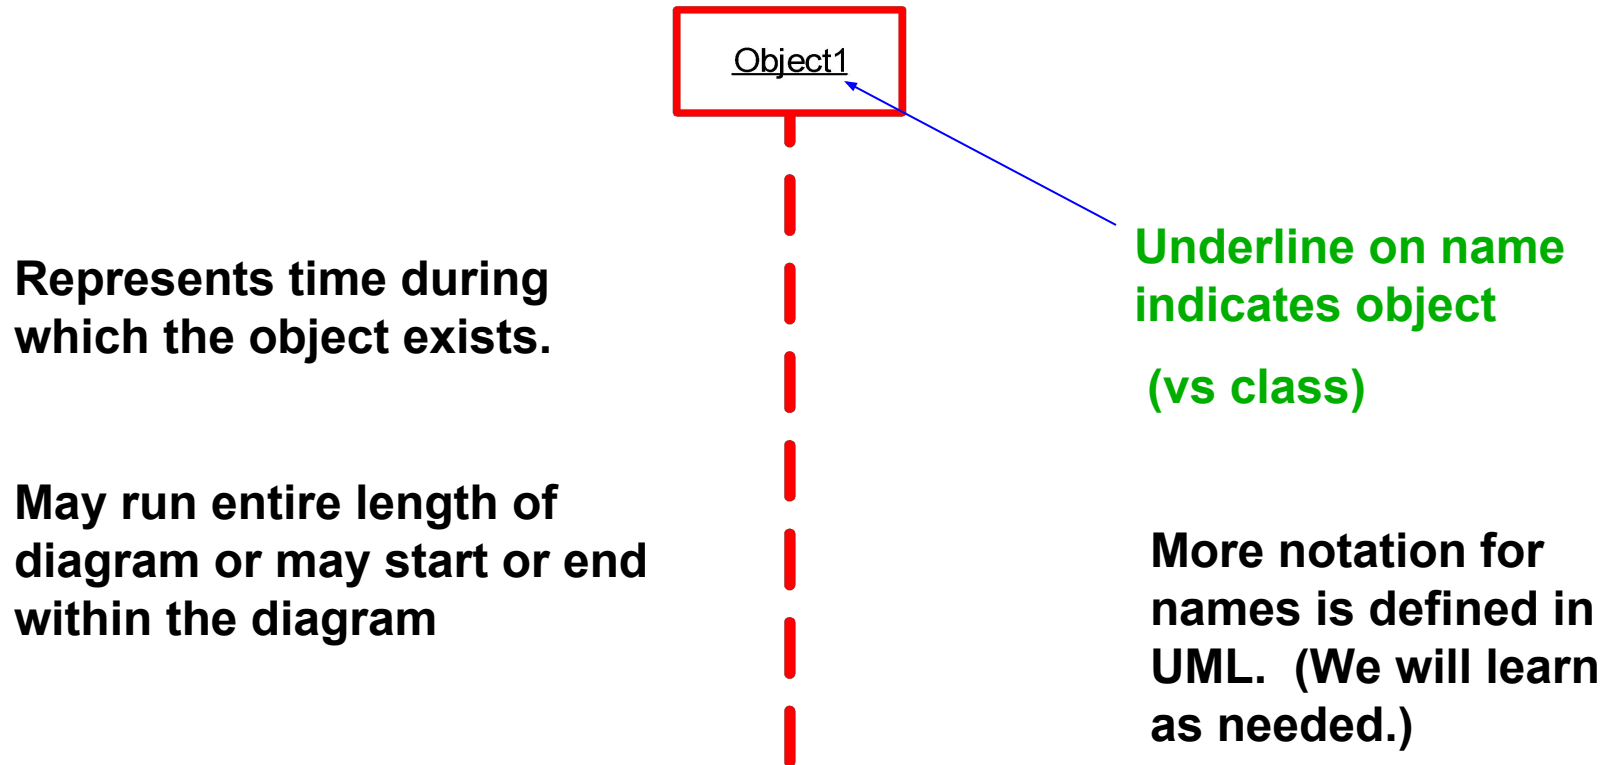 Object1
Represents time during
which the object exists.
May run entire length of
diagram or may start or end
within the diagram
Underline on name
indicates object
(vs class)
More notation for
names is defined in
UML. (We will learn
as needed.)